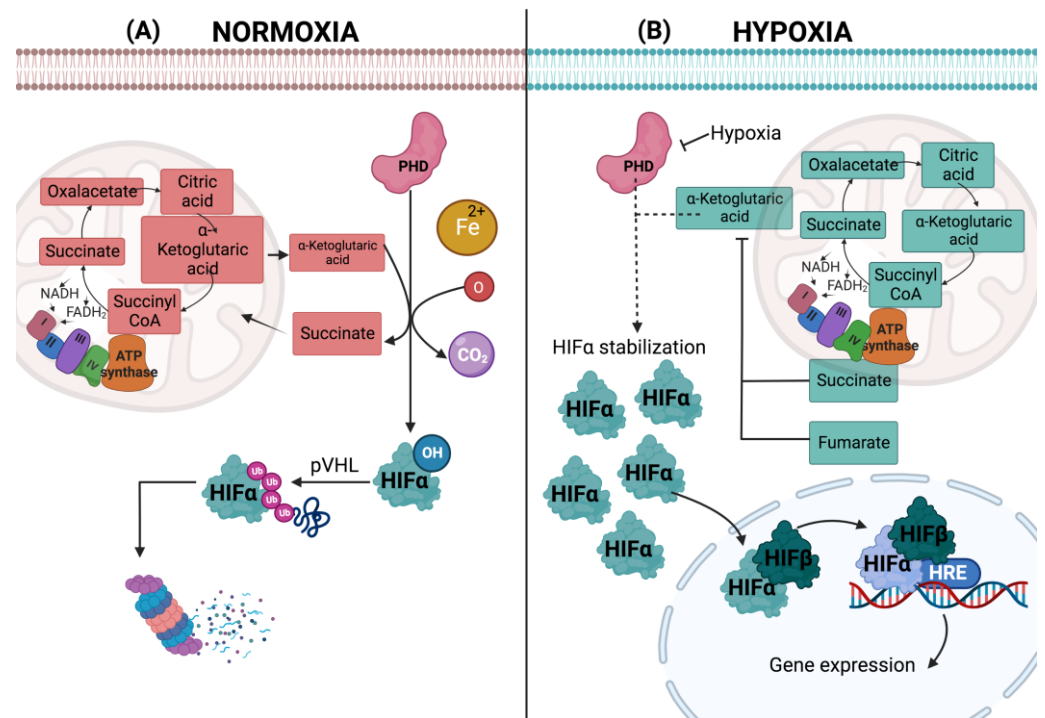 (A) NORMOXIA
PHD
Oxalacetate
Citric
acid
α-
Ketoglutaric
acid
Succinate
Succinyl
CoA
NADH
FADH2
I
II
III
IV
ATP
synthase
α-Ketoglutaric
acid
Succinate
2+
Fe
O
CO2
OH
HIFα
pVHL
HIFα
Ub
Ub
Ub
Ub
(B) HYPOXIA
PHD
Hypoxia
α-Ketoglutaric
acid
Oxalacetate
Citric
acid
Succinate
α-Ketoglutaric
acid
Succinyl
CoA
NADH
FADH2
I
II
III
IV
ATP
synthase
Succinate
Fumarate
HIFα stabilization
HIFα
HIFα
HIFα
HIFα
HIFα
HIFα
HIFβ
HIFα
HIFβ
HRE
Gene expression